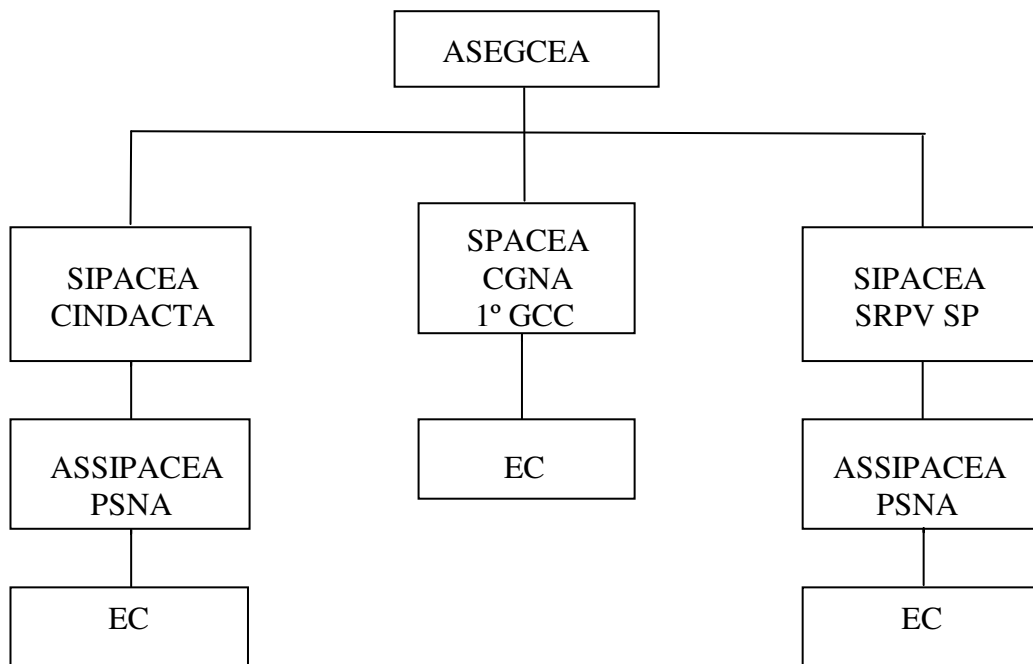 ASEGCEA
SIPACEA
CINDACTA
SPACEA
CGNA
1º GCC
SIPACEA
SRPV SP
ASSIPACEA
PSNA
EC
ASSIPACEA
PSNA
EC
EC